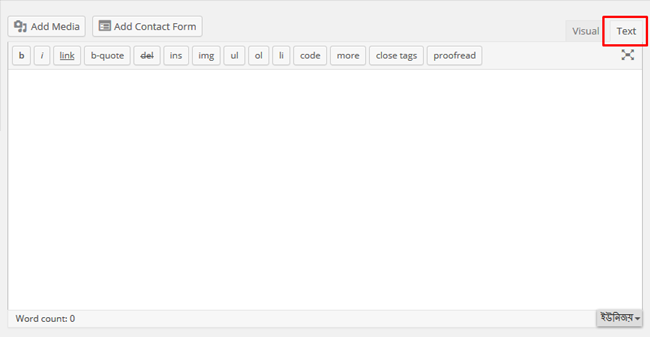 Add Media Add Contact Form
Visual Text
b i link b-quote del ins img ul ol li code more close tags proofread
Word count: 0 ইউনিজয়